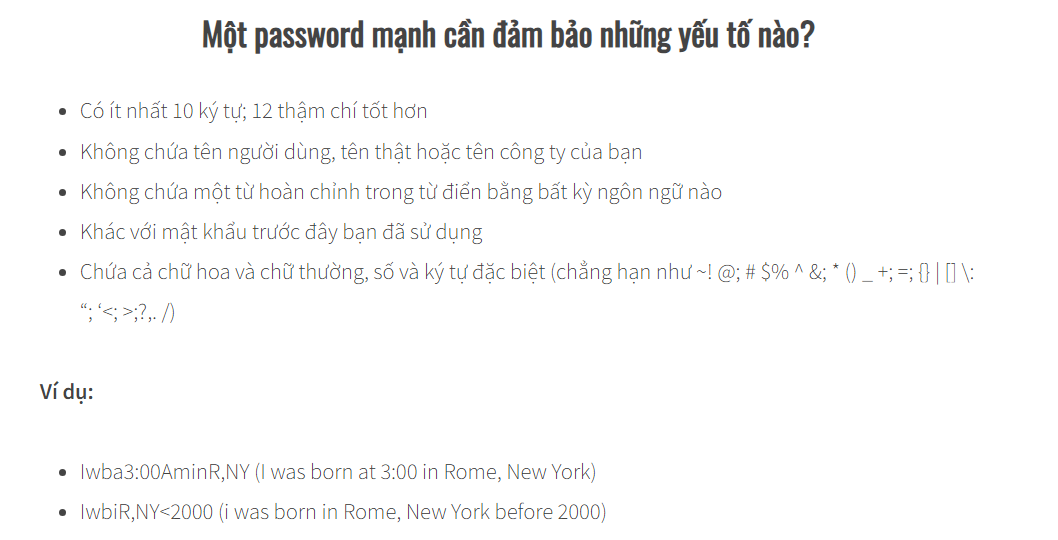 Một password mạnh cần đảm bảo những yếu tố nào?
Có ít nhất 10 ký tự; 12 thậm chí tốt hơn
Không chứa tên người dùng, tên thật hoặc tên công ty của bạn
Không chứa một từ hoàn chỉnh trong từ điển bằng bất kỳ ngôn ngữ nào
Khác với mật khẩu trước đây bạn đã sử dụng
Chứa cả chữ hoa và chữ thường, số và ký tự đặc biệt (chẳng hạn như ~! @; # $% ^ &; * () _ +; =; {} | [] \:
“; ‘<; >;?,. /)
Ví dụ:
Iwba3:00AminR,NY (I was born at 3:00 in Rome, New York)
IwbiR,NY<2000 (i was born in Rome, New York before 2000)